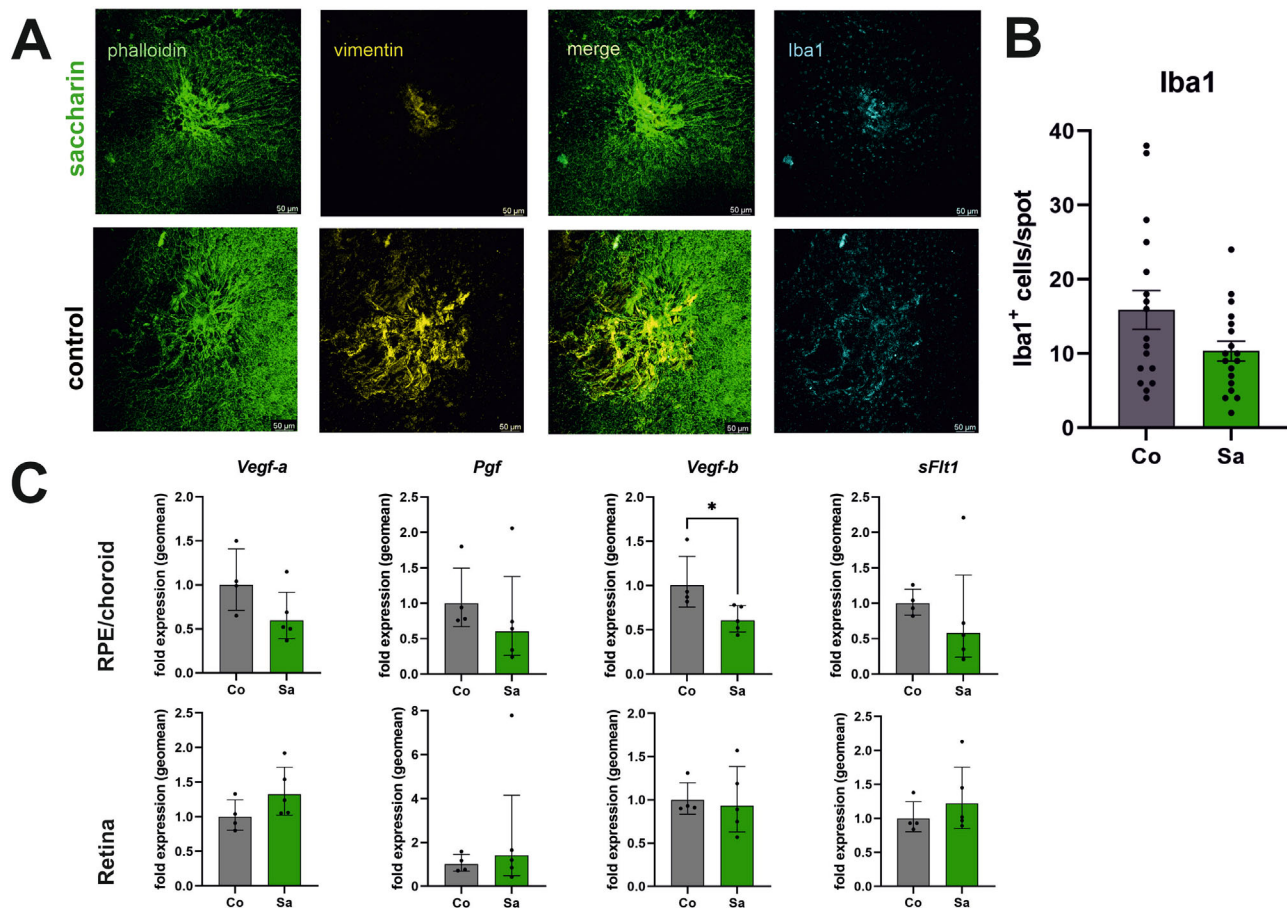 A
saccharin
phalloidin
vimentin
merge
Iba1
50 µm
50 µm
50 µm
50 µm
control
50 µm
50 µm
50 µm
50 µm
B
Iba1
Iba1+ cells/spot
40
30
20
10
0
Co
Sa
C
Vegf-a
Pgf
Vegf-b
sFlt1
RPE/choroid
fold expression (geomean)
2.0
1.5
1.0
0.5
0.0
Co
Sa
fold expression (geomean)
2.5
2.0
1.5
1.0
0.5
0.0
Co
Sa
fold expression (geomean)
2.0
1.5
1.0
0.5
0.0
*
Co
Sa
fold expression (geomean)
2.5
2.0
1.5
1.0
0.5
0.0
Co
Sa
Retina
fold expression (geomean)
2.5
2.0
1.5
1.0
0.5
0.0
Co
Sa
fold expression (geomean)
8
6
4
2
0
Co
Sa
fold expression (geomean)
2.0
1.5
1.0
0.5
0.0
Co
Sa
fold expression (geomean)
2.5
2.0
1.5
1.0
0.5
0.0
Co
Sa